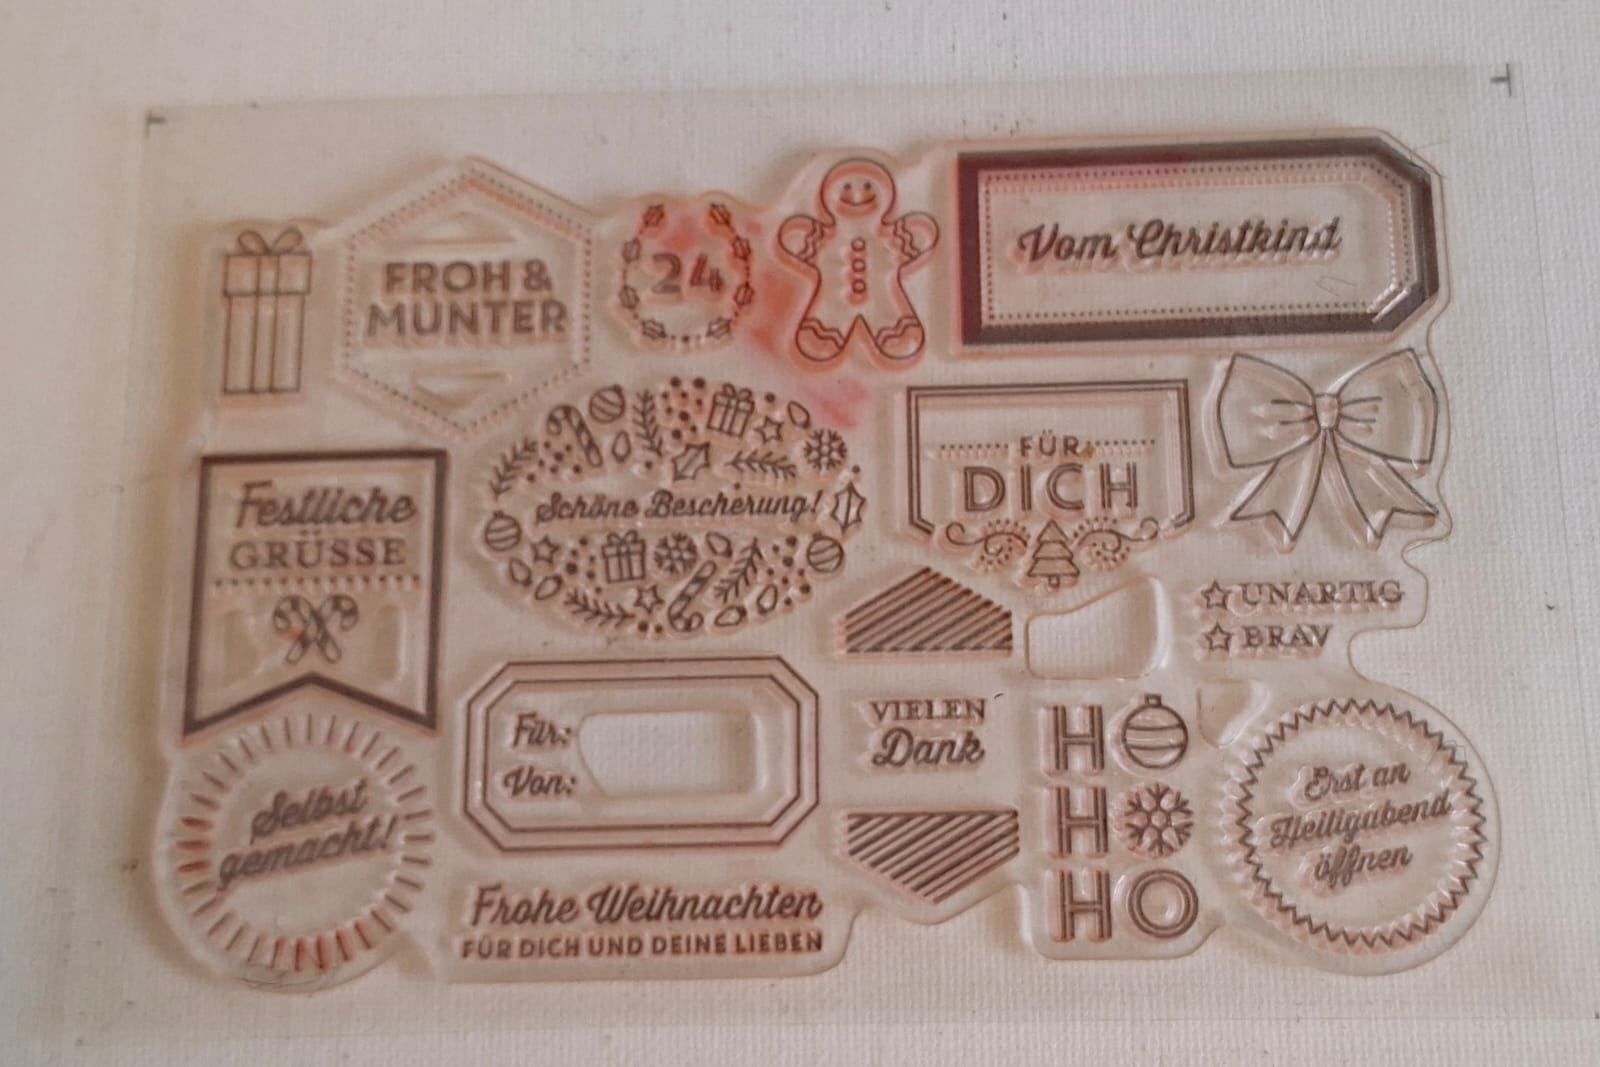 FROH &
MUNTER
24
Vom Christkind
Festliche
GRÜSSE
Schöne Bescherung!
FÜR
DICH
UNARTIG
BRAV
Für:
Von:
VIELEN
Dank
HO
HO
HO
Erst an
Heiligabend
öffnen
Selbst
gemacht!
Frohe Weihnachten
FÜR DICH UND DEINE LIEBEN